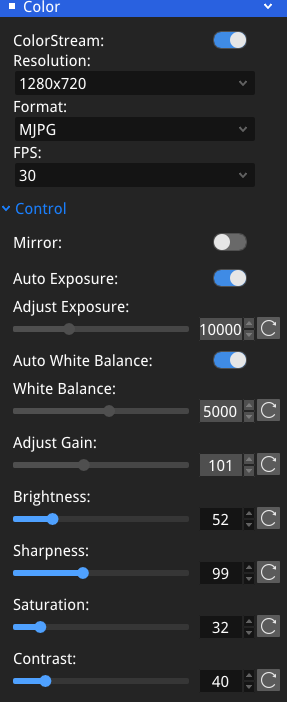 Color
ColorStream:
Resolution:
1280x720
Format:
MJPG
FPS:
30
Control
Mirror:
Auto Exposure:
Adjust Exposure:
10000
Auto White Balance:
White Balance:
5000
Adjust Gain:
101
Brightness:
52
Sharpness:
99
Saturation:
32
Contrast:
40